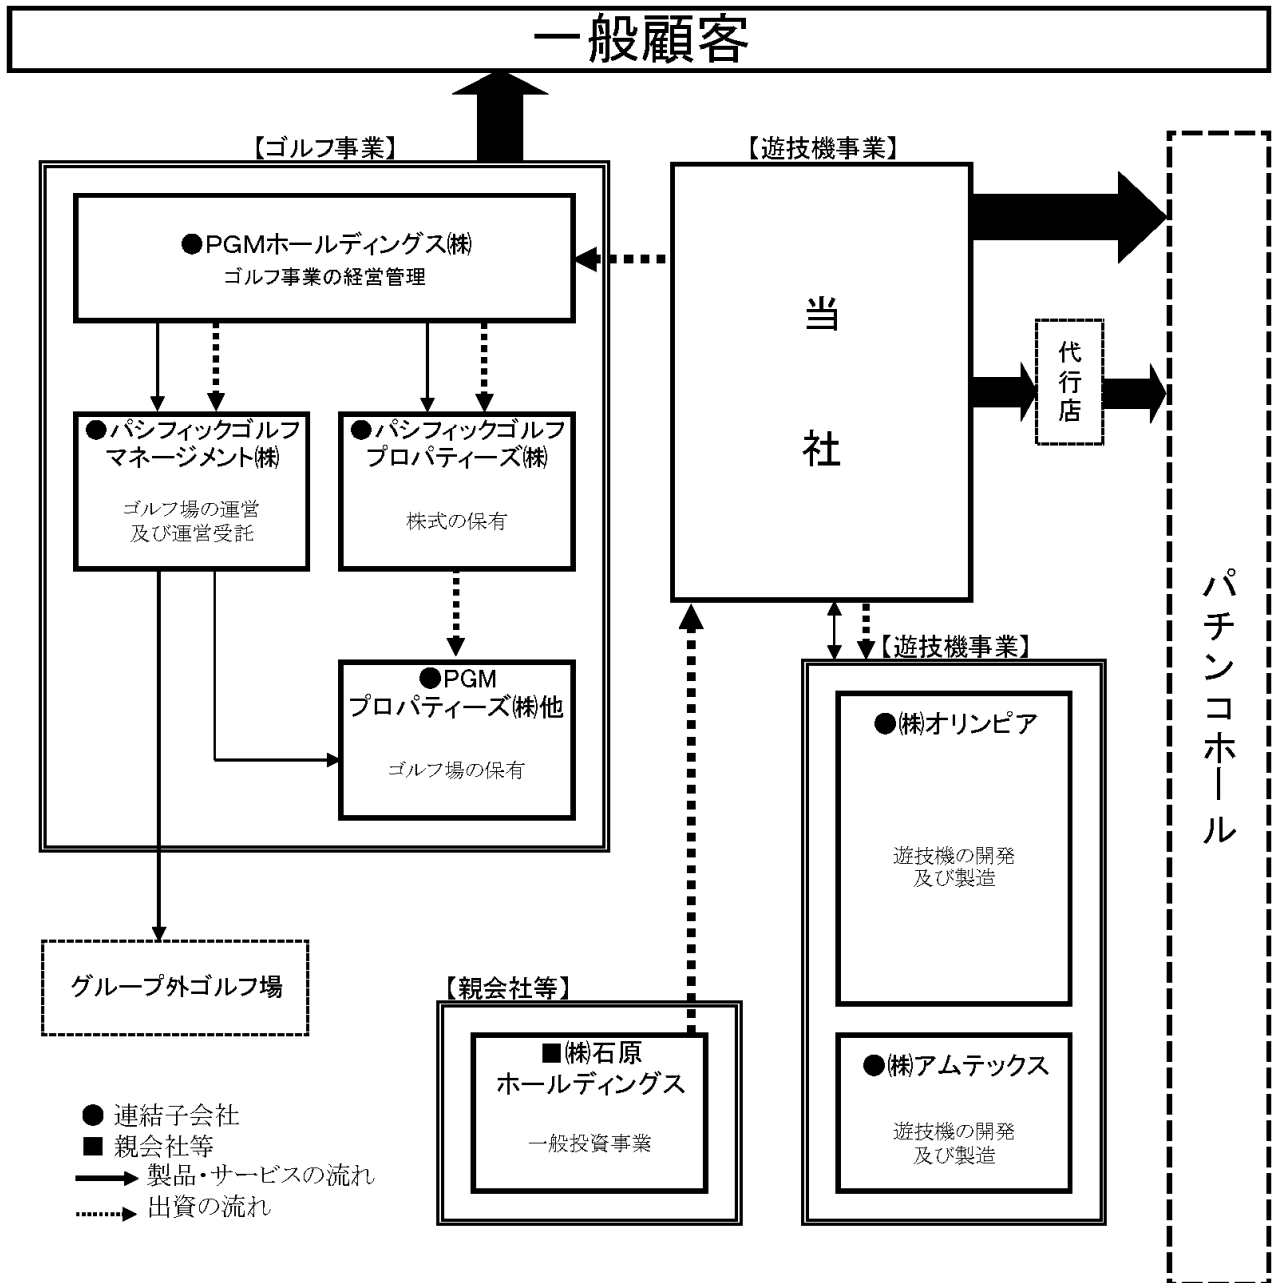 一般顧客
【ゴルフ事業】
●PGMホールディングス㈱
ゴルフ事業の経営管理
●パシフィックゴルフ
マネージメント㈱
ゴルフ場の運営
及び運営受託
●パシフィックゴルフ
プロパティーズ㈱
株式の保有
●PGM
プロパティーズ㈱他
ゴルフ場の保有
グループ外ゴルフ場
【遊技機事業】
当社
代行店
パチンコホール
【遊技機事業】
●㈱オリンピア
遊技機の開発
及び製造
●㈱アムテックス
遊技機の開発
及び製造
【親会社等】
■㈱石原
ホールディングス
一般投資事業
● 連結子会社
■ 親会社等
製品・サービスの流れ
出資の流れ